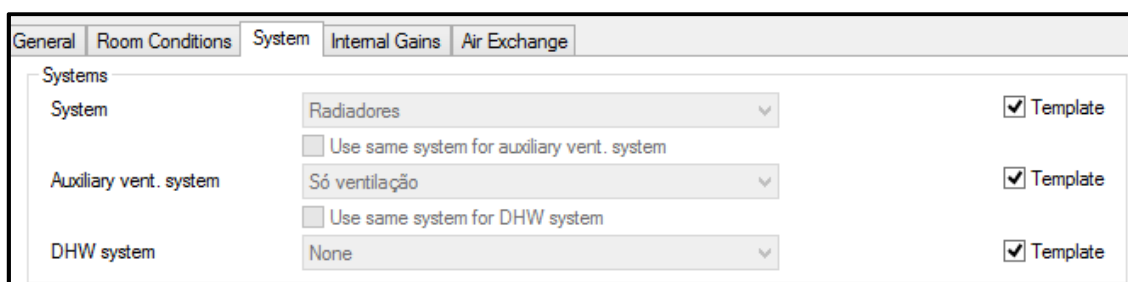 General Room Conditions System Internal Gains Air Exchange
Systems
System Radiadores Template
Use same system for auxiliary vent. system
Auxiliary vent. system Só ventilação Template
Use same system for DHW system
DHW system None Template